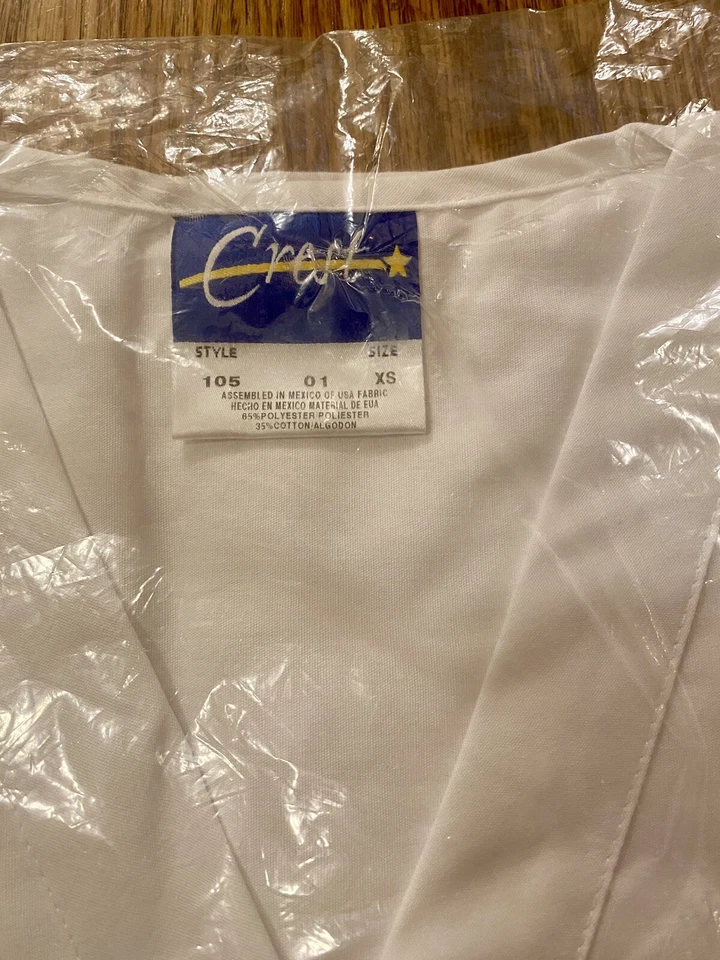 Crest
STYLE SIZE
105 01 XS
ASSEMBLED IN MEXICO OF USA FABRIC
HECHO EN MEXICO MATERIAL DE EUA
65%POLYESTER/POLIESTER
35%COTTON/ALGODON